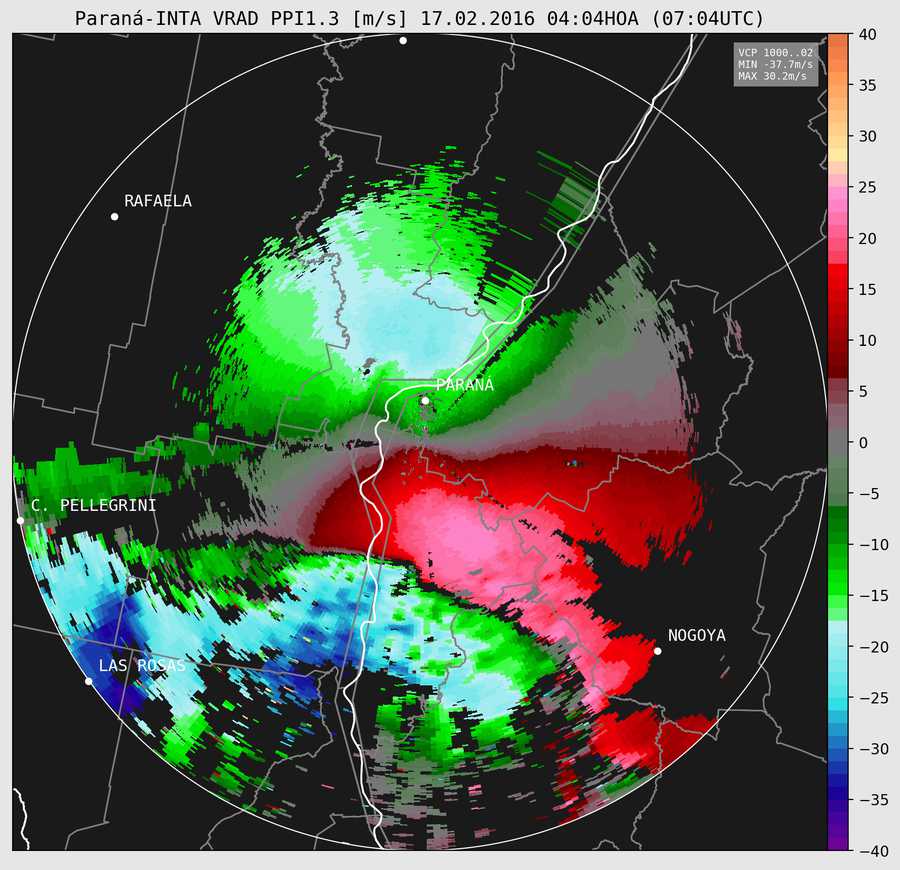 Paraná-INTA VRAD PPI1.3 [m/s] 17.02.2016 04:04HOA (07:04UTC)
VCP 1000..02
MIN -37.7m/s
MAX 30.2m/s
RAFAELA
PARANA
C. PELLEGRINI
NOGOYA
LAS ROSAS
40
35
30
25
20
15
10
5
0
−5
−10
−15
−20
−25
−30
−35
−40